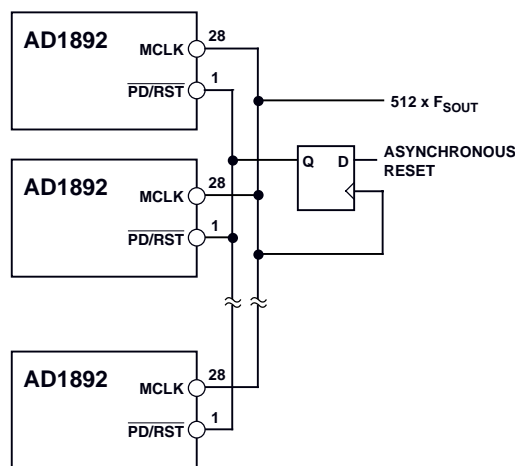 AD1892
MCLK
28
PD/RST
1
512 x FSOUT
Q D
ASYNCHRONOUS
RESET
AD1892
MCLK
28
PD/RST
1
AD1892
MCLK
28
PD/RST
1